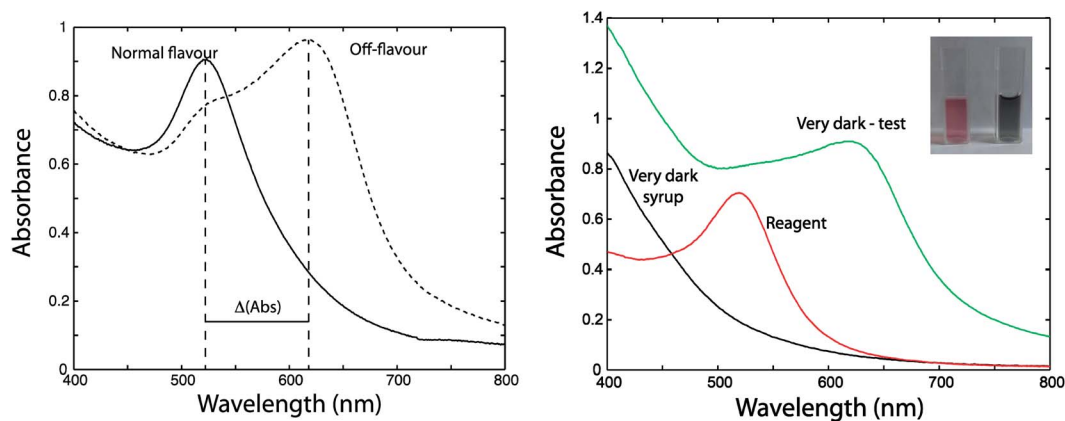 Normal flavour
Off-flavour
Δ(Abs)
Absorbance
1
0.8
0.6
0.4
0.2
0
400
500
600
700
800
Wavelength (nm)
Very dark - test
Very dark
syrup
Reagent
Absorbance
1.4
1.2
1
0.8
0.6
0.4
0.2
0
400
500
600
700
800
Wavelength (nm)